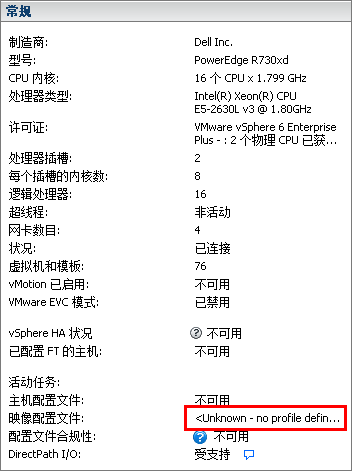 常规
制造商: Dell Inc.
型号: PowerEdge R730xd
CPU 内核: 16 个 CPU x 1.799 GHz
处理器类型: Intel(R) Xeon(R) CPU
E5-2630L v3 @ 1.80GHz
许可证: VMware vSphere 6 Enterprise
Plus - : 2 个物理 CPU 已获...
处理器插槽: 2
每个插槽的内核数: 8
逻辑处理器: 16
超线程: 非活动
网卡数目: 4
状况: 已连接
虚拟机和模板: 76
vMotion 已启用: 不可用
VMware EVC 模式: 已禁用
vSphere HA 状况 ? 不可用
已配置 FT 的主机: 不可用
活动任务:
主机配置文件: 不可用
映像配置文件: <Unknown - no profile defin...
配置文件合规性: ? 不可用
DirectPath I/O: 受支持